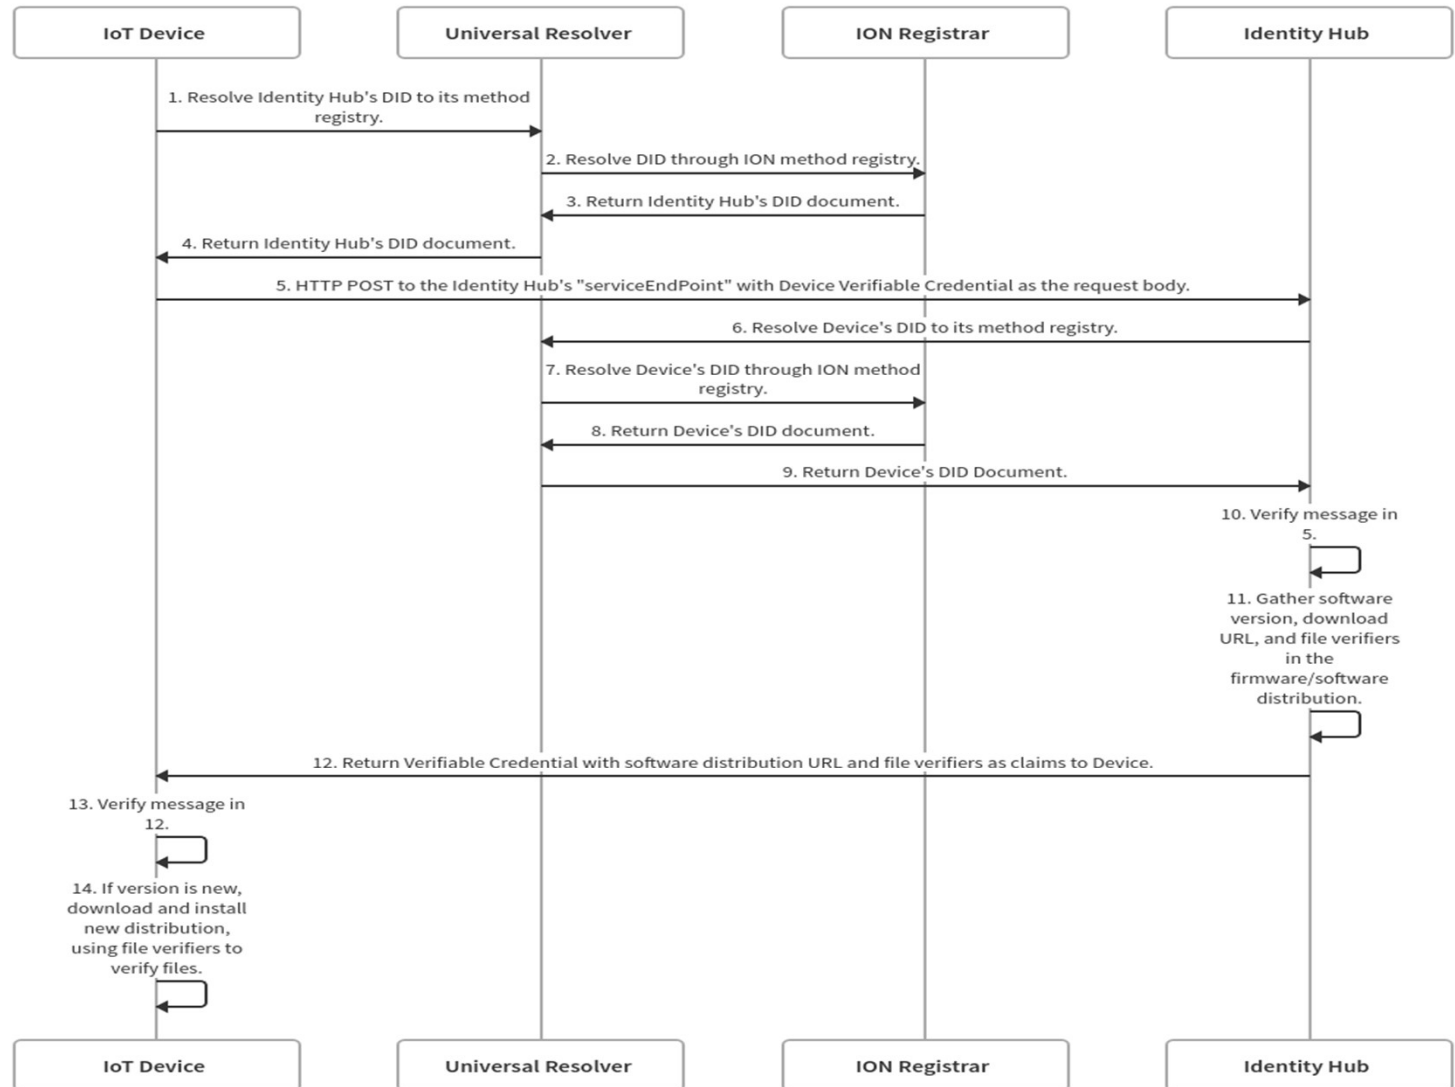 IoT Device
Universal Resolver
ION Registrar
Identity Hub
1. Resolve Identity Hub's DID to its method
registry.
2. Resolve DID through ION method registry.
3. Return Identity Hub's DID document.
4. Return Identity Hub's DID document.
5. HTTP POST to the Identity Hub's "serviceEndPoint" with Device Verifiable Credential as the request body.
6. Resolve Device's DID to its method registry.
7. Resolve Device's DID through ION method
registry.
8. Return Device's DID document.
9. Return Device's DID Document.
10. Verify message in
5.
11. Gather software
version, download
URL, and file verifiers
in the
firmware/software
distribution.
12. Return Verifiable Credential with software distribution URL and file verifiers as claims to Device.
13. Verify message in
12.
14. If version is new,
download and install
new distribution,
using file verifiers to
verify files.
IoT Device
Universal Resolver
ION Registrar
Identity Hub